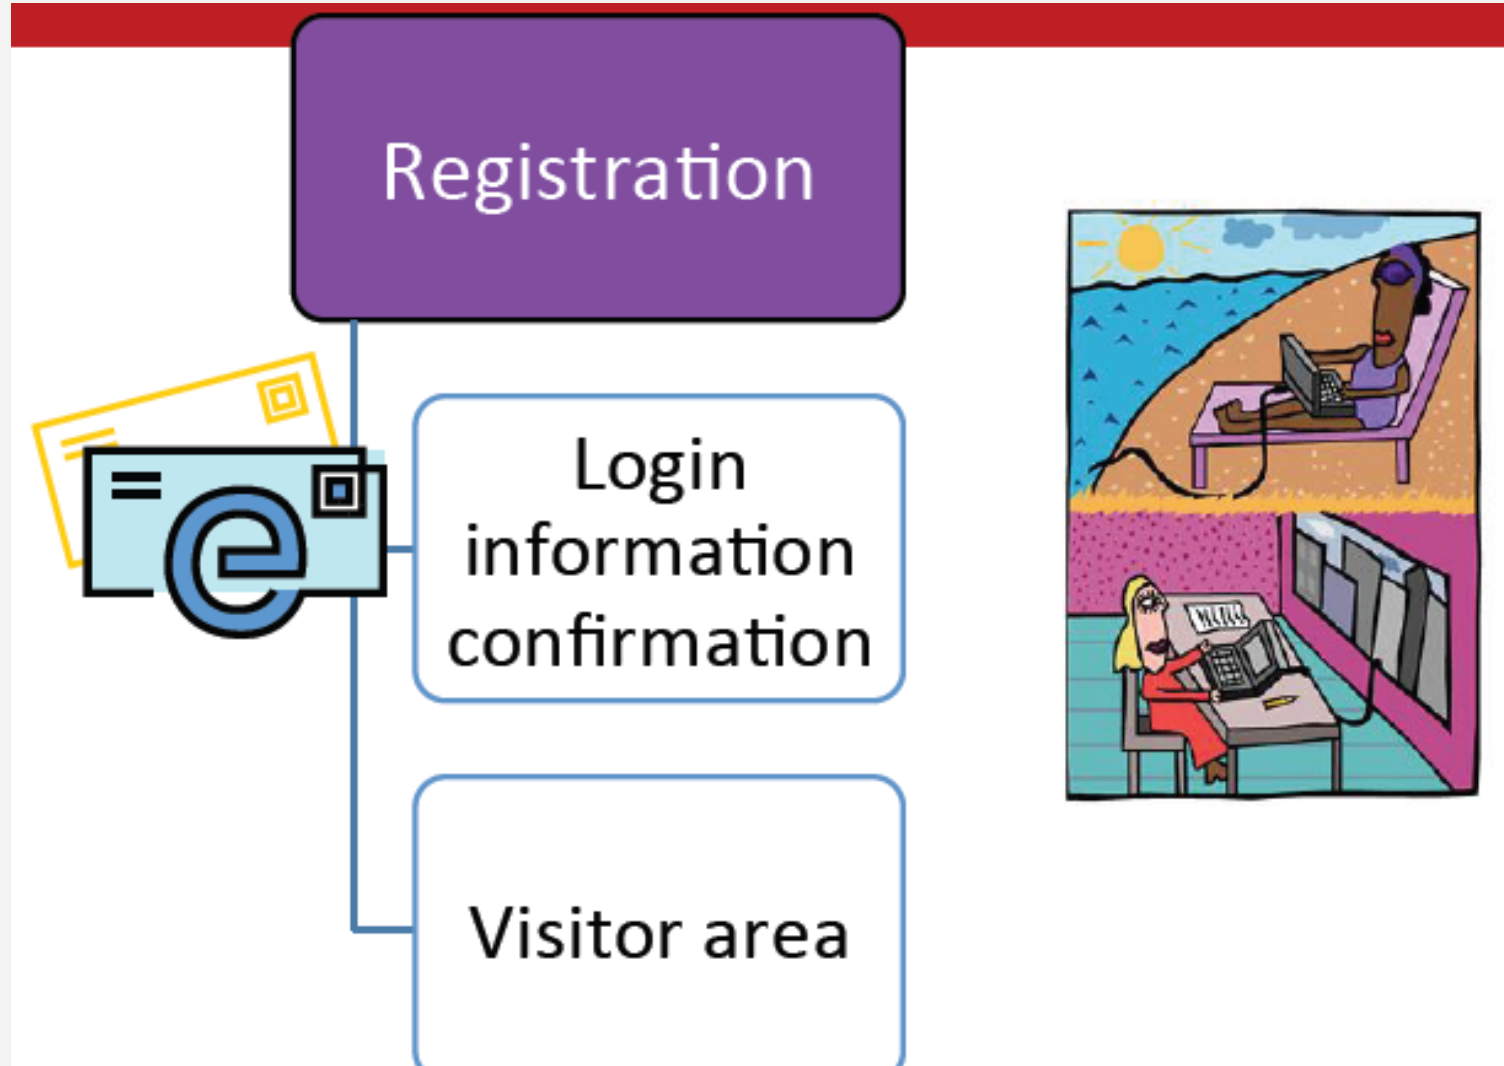 Registration
Login
information
confirmation
Visitor area